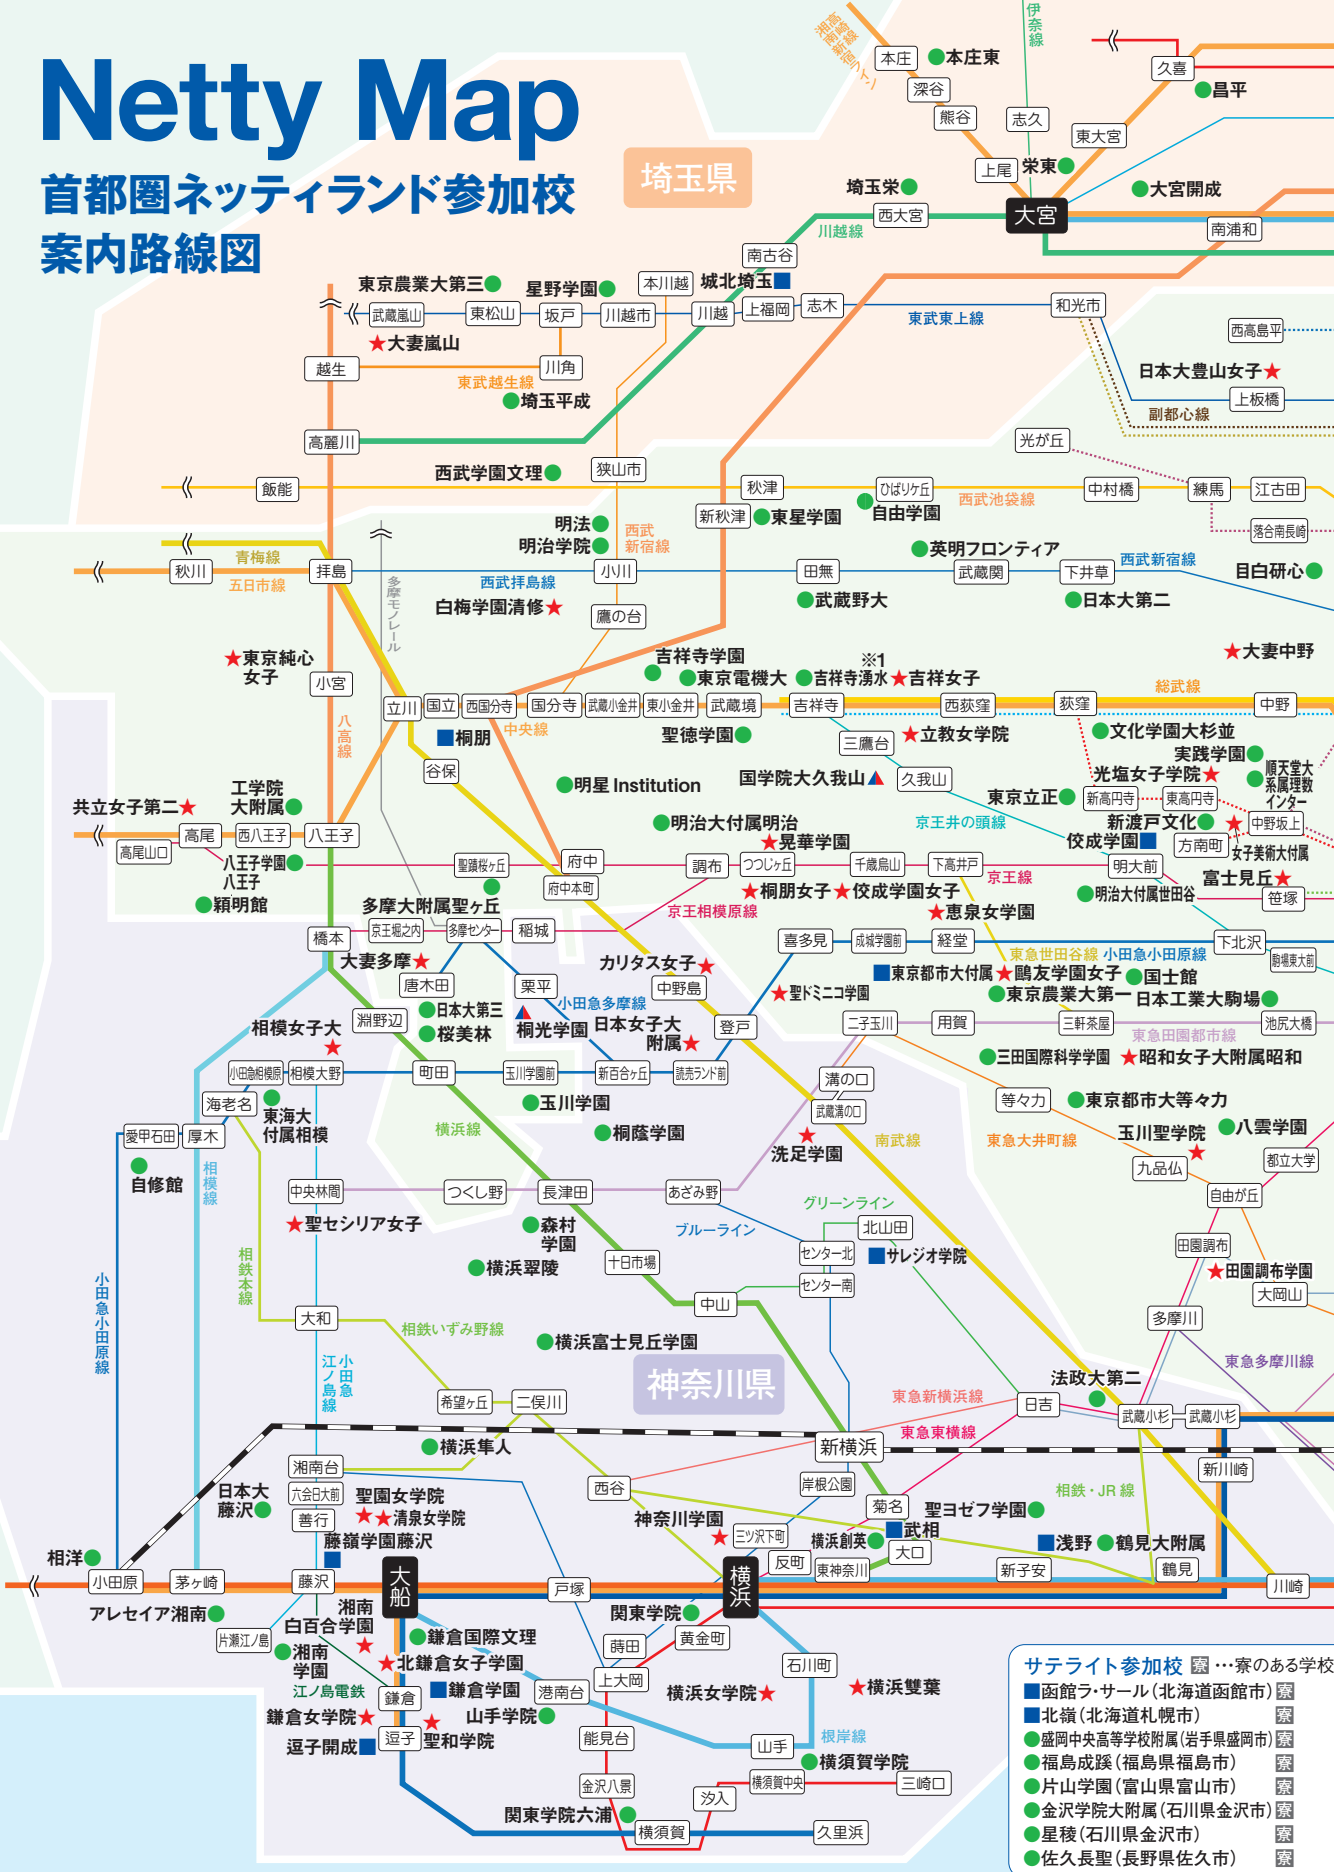 Netty Map
首都圏ネッティランド参加校
案内路線図
埼玉県
湘南新宿ライン
高崎線
伊奈線
本庄
●本庄東
深谷
熊谷
志久
久喜
●昌平
東大宮
上尾
栄東●
埼玉栄●
●大宮開成
西大宮
大宮
川越線
南浦和
南古谷
東京農業大第三●
星野学園●
本川越
城北埼玉■
武蔵嵐山
東松山
坂戸
川越市
川越
上福岡
志木
和光市
東武東上線
★大妻嵐山
西高島平
越生
川角
東武越生線
●埼玉平成
日本大豊山女子★
上板橋
副都心線
高麗川
光が丘
西武学園文理●
狭山市
飯能
秋津
ひばりケ丘
西武池袋線
中村橋
練馬
江古田
新秋津
●東星学園
自由学園
明法●
明治学院●
西武
新宿線
落合南長崎
青梅線
●英明フロンティア
秋川
五日市線
拝島
西武拝島線
小川
田無
武蔵関
下井草
西武新宿線
目白研心●
多摩モノレール
白梅学園清修★
鷹の台
●武蔵野大
●日本大第二
★東京純心
女子
小宮
吉祥寺学園
●東京電機大
※1
●吉祥寺湧水★吉祥女子
★大妻中野
総武線
立川
国立
西国分寺
国分寺
武蔵小金井
東小金井
武蔵境
吉祥寺
西荻窪
荻窪
中野
八高線
■桐朋
中央線
聖徳学園●
三鷹台
★立教女学院
●文化学園大杉並
谷保
●明星 Institution
国学院大久我山▲
久我山
実践学園●
光塩女子学院★
順天堂大
系属理数
インター
工学院
大附属●
共立女子第二★
東京立正●
新高円寺
東高円寺
●明治大付属明治
京王井の頭線
新渡戸文化●
中野坂上
高尾
西八王子
八王子
★晃華学園
佼成学園■
方南町
女子美術大付属
高尾山口
八王子学園●
八王子
聖蹟桜ヶ丘
府中
調布
つつじヶ丘
千歳烏山
下高井戸
京王線
明大前
富士見丘★
府中本町
●穎明館
★桐朋女子★佼成学園女子
●明治大付属世田谷
笹塚
多摩大附属聖ヶ丘
京王相模原線
★恵泉女学園
橋本
京王堀之内
多摩センター
稲城
喜多見
成城学園前
経堂
下北沢
大妻多摩★
カリタス女子★
東急世田谷線
小田急小田原線
駒場東大前
唐木田
栗平
中野島
■東京都市大付属★鷗友学園女子●国士館
淵野辺
●日本大第三
小田急多摩線
★聖ドミニコ学園
●東京農業大第一
日本工業大駒場●
●桜美林
桐光学園
日本女子大
附属★
登戸
二子玉川
用賀
三軒茶屋
池尻大橋
相模女子大
東急田園都市線
小田急相模原
相模大野
町田
玉川学園前
新百合ヶ丘
読売ランド前
●三田国際科学学園
★昭和女子大附属昭和
海老名
東海大
付属相模
●玉川学園
溝の口
武蔵溝の口
等々力
●東京都市大等々力
愛甲石田
厚木
横浜線
●桐蔭学園
南武線
東急大井町線
玉川聖学院
●八雲学園
洗足学園
九品仏
都立大学
自修館
相模線
中央林間
つくし野
長津田
あざみ野
自由が丘
グリーンライン
★聖セシリア女子
●森村
学園
ブルーライン
北山田
田園調布
相鉄本線
●横浜翠陵
十日市場
センター北
■サレジオ学院
★田園調布学園
小田急小田原線
センター南
大岡山
中山
大和
相鉄いずみ野線
●横浜富士見丘学園
多摩川
小田急
江ノ島線
神奈川県
東急多摩川線
法政大第二
希望ヶ丘
二俣川
東急新横浜線
日吉
武蔵小杉
武蔵小杉
●横浜隼人
新横浜
東急東横線
湘南台
新川崎
日本大
藤沢●
六会日大前
聖園女学院
★★清泉女学院
西谷
岸根公園
相鉄・JR 線
善行
神奈川学園
菊名
聖ヨゼフ学園●
藤嶺学園藤沢
三ツ沢下町
横浜創英●
■武相
■浅野
●鶴見大附属
相洋●
反町
大口
小田原
茅ヶ崎
藤沢
大船
戸塚
横浜
東神奈川
新子安
鶴見
川崎
アレセイア湘南●
湘南
白百合学園
関東学院●
片瀬江ノ島
●湘南
学園
●鎌倉国際文理
蒔田
黄金町
★北鎌倉女子学園
上大岡
石川町
江ノ島電鉄
鎌倉
■鎌倉学園
港南台
横浜女学院★
★横浜雙葉
鎌倉女学院★
山手学院●
逗子開成■
逗子
聖和学院
能見台
山手
根岸線
●横須賀学院
金沢八景
横須賀中央
三崎口
汐入
関東学院六浦●
横須賀
久里浜
サテライト参加校 寮…寮のある学校
■函館ラ・サール(北海道函館市)寮
■北嶺(北海道札幌市) 寮
●盛岡中央高等学校附属(岩手県盛岡市)寮
●福島成蹊(福島県福島市) 寮
●片山学園(富山県富山市) 寮
●金沢学院大附属(石川県金沢市)寮
●星稜(石川県金沢市) 寮
●佐久長聖(長野県佐久市) 寮